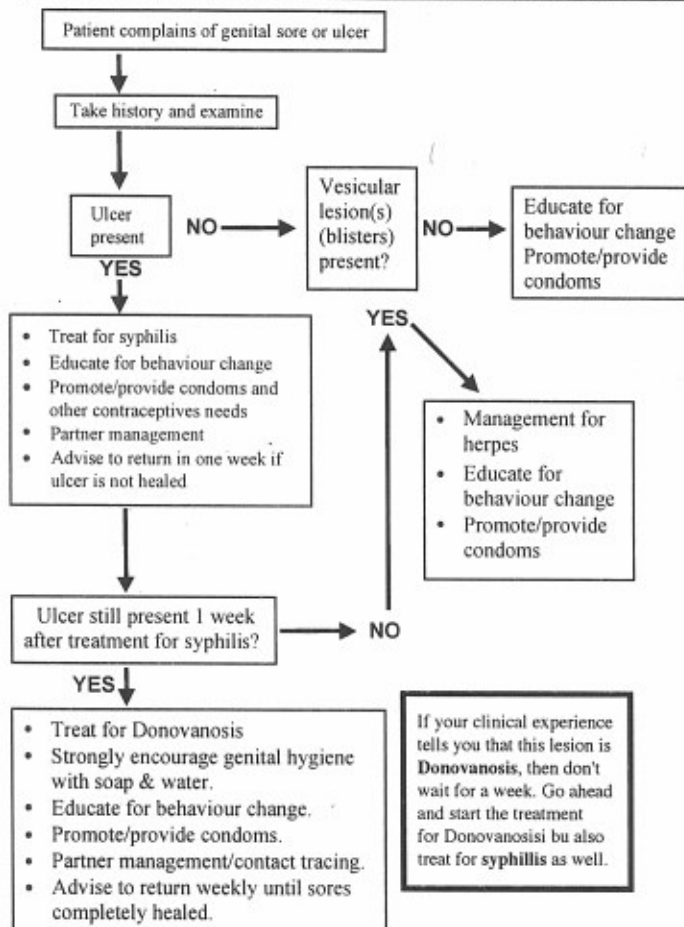 Patient complains of genital sore or ulcer
Take history and examine
Ulcer
present
NO
Vesicular
lesion(s)
(blisters)
present?
NO
Educate for
behaviour change
Promote/provide
condoms
YES
• Treat for syphilis
• Educate for behaviour change
• Promote/provide condoms and
other contraceptives needs
• Partner management
• Advise to return in one week if
ulcer is not healed
YES
• Management for
herpes
• Educate for
behaviour change
• Promote/provide
condoms
Ulcer still present 1 week
after treatment for syphilis?
NO
YES
• Treat for Donovanosis
• Strongly encourage genital hygiene
with soap & water.
• Educate for behaviour change.
• Promote/provide condoms.
• Partner management/contact tracing.
• Advise to return weekly until sores
completely healed.
If your clinical experience
tells you that this lesion is
Donovanosis, then don't
wait for a week. Go ahead
and start the treatment
for Donovanosisi bu also
treat for syphillis as well.